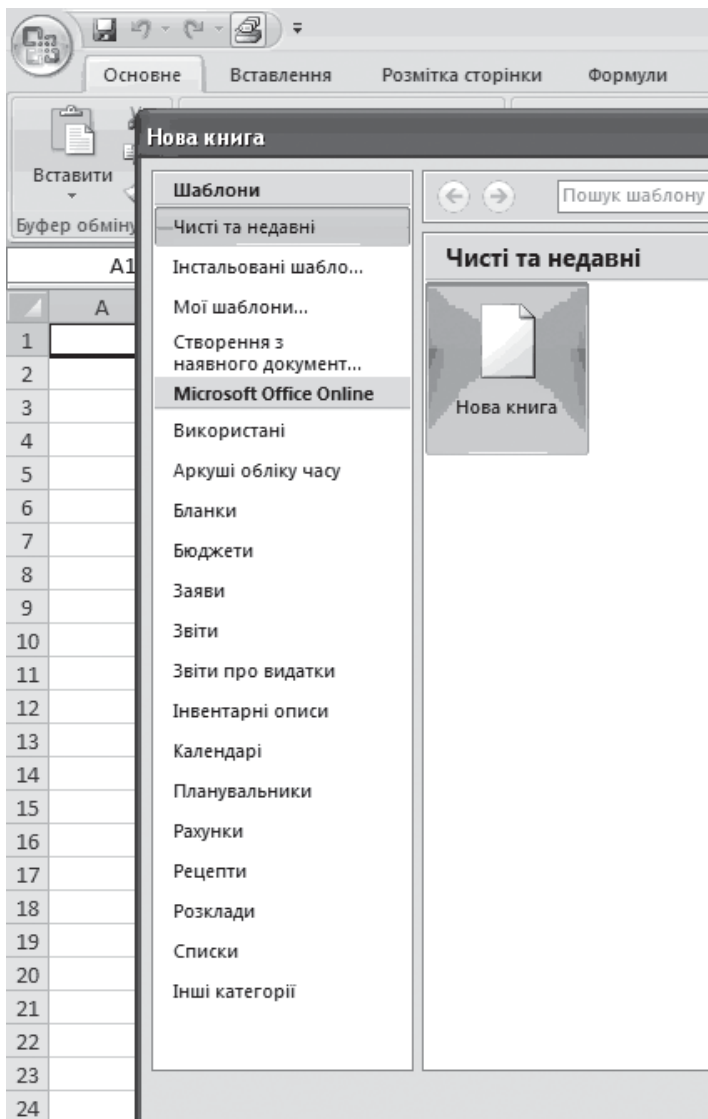 Основне Вставлення Розмітка сторінки Формули
Вставити
Буфер обміну
A1
A
Нова книга
Шаблони
Чисті та недавні
Інстальовані шабло...
Мої шаблони...
Створення з
наявного документ...
Microsoft Office Online
Використані
Аркуші обліку часу
Бланки
Бюджети
Заяви
Звіти
Звіти про видатки
Інвентарні описи
Календарі
Планувальники
Рахунки
Рецепти
Розклади
Списки
Інші категорії
Пошук шаблону
Чисті та недавні
Нова книга
1
2
3
4
5
6
7
8
9
10
11
12
13
14
15
16
17
18
19
20
21
22
23
24